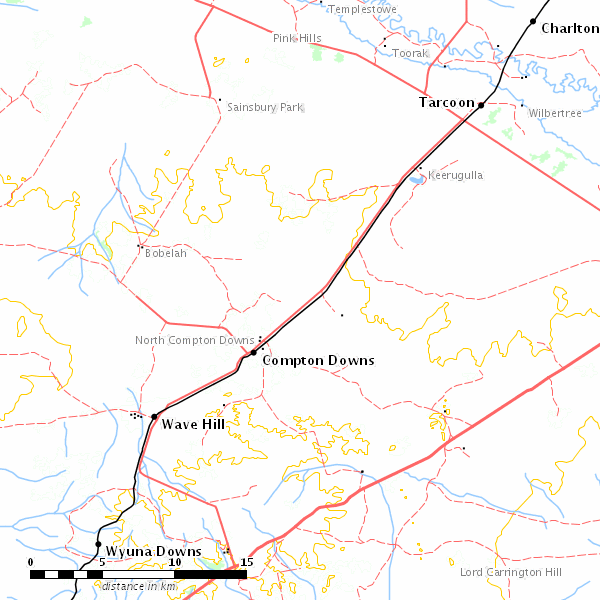 Templestowe
Charlton
Pink Hills
Toorak
Tarcoon
Sainsbury Park
Wilbertree
Keerugulla
Bobelah
North Compton Downs
Compton Downs
Wave Hill
Wyuna Downs
0 5 10 15
distance in km
Lord Carrington Hill